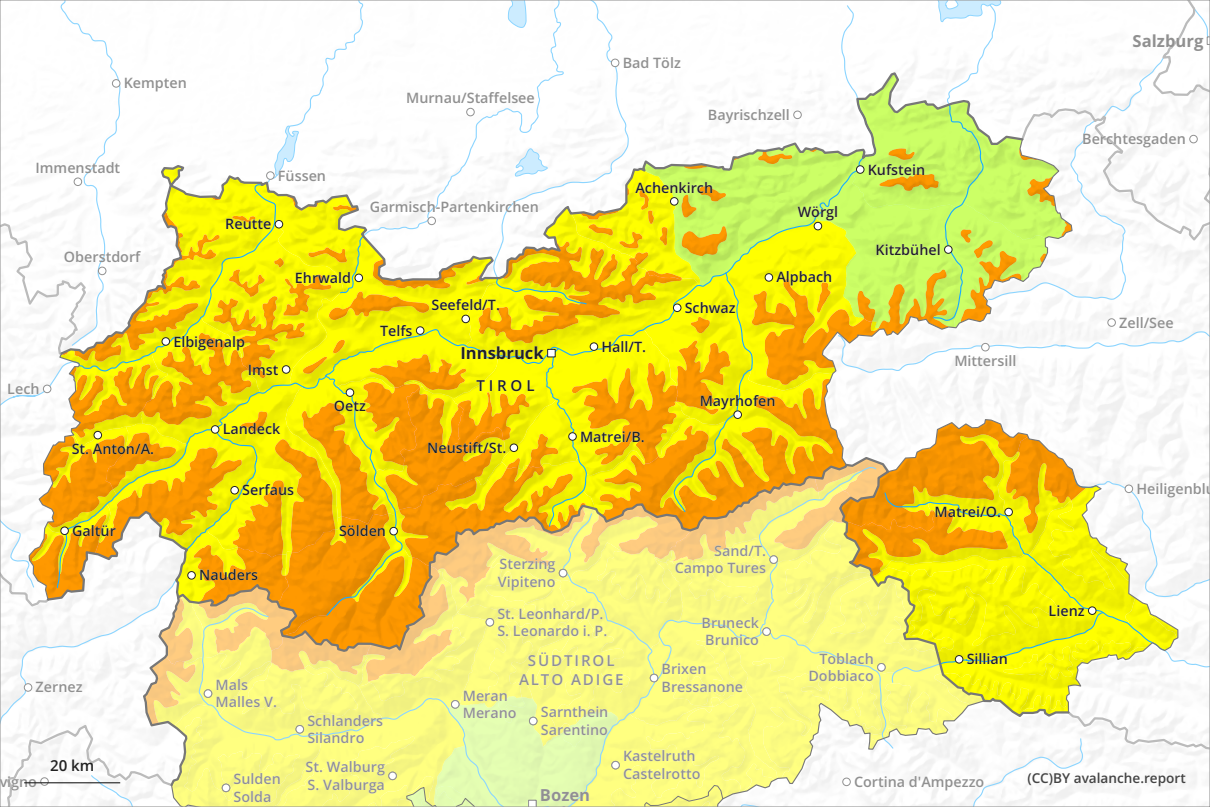 Salzburg
Bad Tölz
Kempten
Murnau/Staffelsee
Bayrischzell
Berchtesgaden
Immenstadt
Füssen
Kufstein
Achenkirch
Garmisch-Partenkirchen
Wörgl
Reutte
Kitzbühel
Oberstdorf
Ehrwald
Alpbach
Seefeld/T.
Schwaz
Zell/See
Telfs
Elbigenalp
Innsbruck
Hall/T.
Mittersill
Imst
TIROL
Lech
Oetz
Mayrhofen
Landeck
Matrei/B.
St. Anton/A.
Neustift/St.
Serfaus
Heiligenblu
Matrei/O.
Galtür
Sölden
Sand/T.
Campo Tures
Sterzing
Vipiteno
Nauders
St. Leonhard/P.
S. Leonardo i. P.
Lienz
Bruneck
Brunico
SÜDTIROL
ALTO ADIGE
Toblach
Dobbiaco
Sillian
Brixen
Bressanone
Zernez
Mals
Malles V.
Meran
Merano
Sarnthein
Sarentino
Schlanders
Silandro
Kastelruth
Castelrotto
20 km
St. Walburg
S. Valburga
vigno
Sulden
Solda
Cortina d'Ampezzo
(CC)BY avalanche.report
Bozen